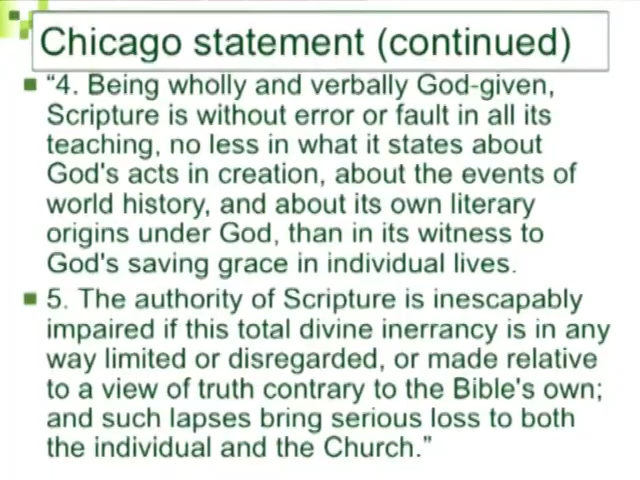 Chicago statement (continued)
"4. Being wholly and verbally God-given,
Scripture is without error or fault in all its
teaching, no less in what it states about
God's acts in creation, about the events of
world history, and about its own literary
origins under God, than in its witness to
God's saving grace in individual lives.
5. The authority of Scripture is inescapably
impaired if this total divine inerrancy is in any
way limited or disregarded, or made relative
to a view of truth contrary to the Bible's own;
and such lapses bring serious loss to both
the individual and the Church."